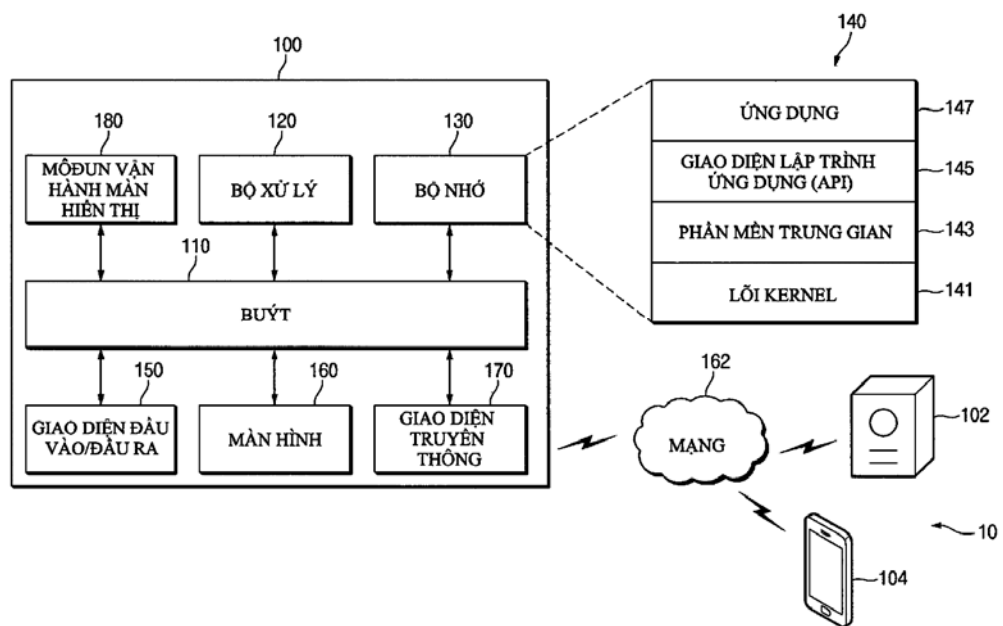 100
140
180
120
130
MÔĐUN VẬN
HÀNH MÀN
HIÊN THỊ
BỘ XỬ LÝ
BỘ NHỚ
ỨNG DỤNG
147
GIAO DIỆN LẬP TRÌNH
ỨNG DỤNG (API)
145
PHẦN MỀN TRUNG GIAN
143
LÕI KERNEL
141
110
BUÝT
150
160
170
GIAO DIỆN ĐẦU
VÀO/ĐẦU RA
MÀN HÌNH
GIAO DIỆN
TRUYỀN
THÔNG
162
MẠNG
102
10
104